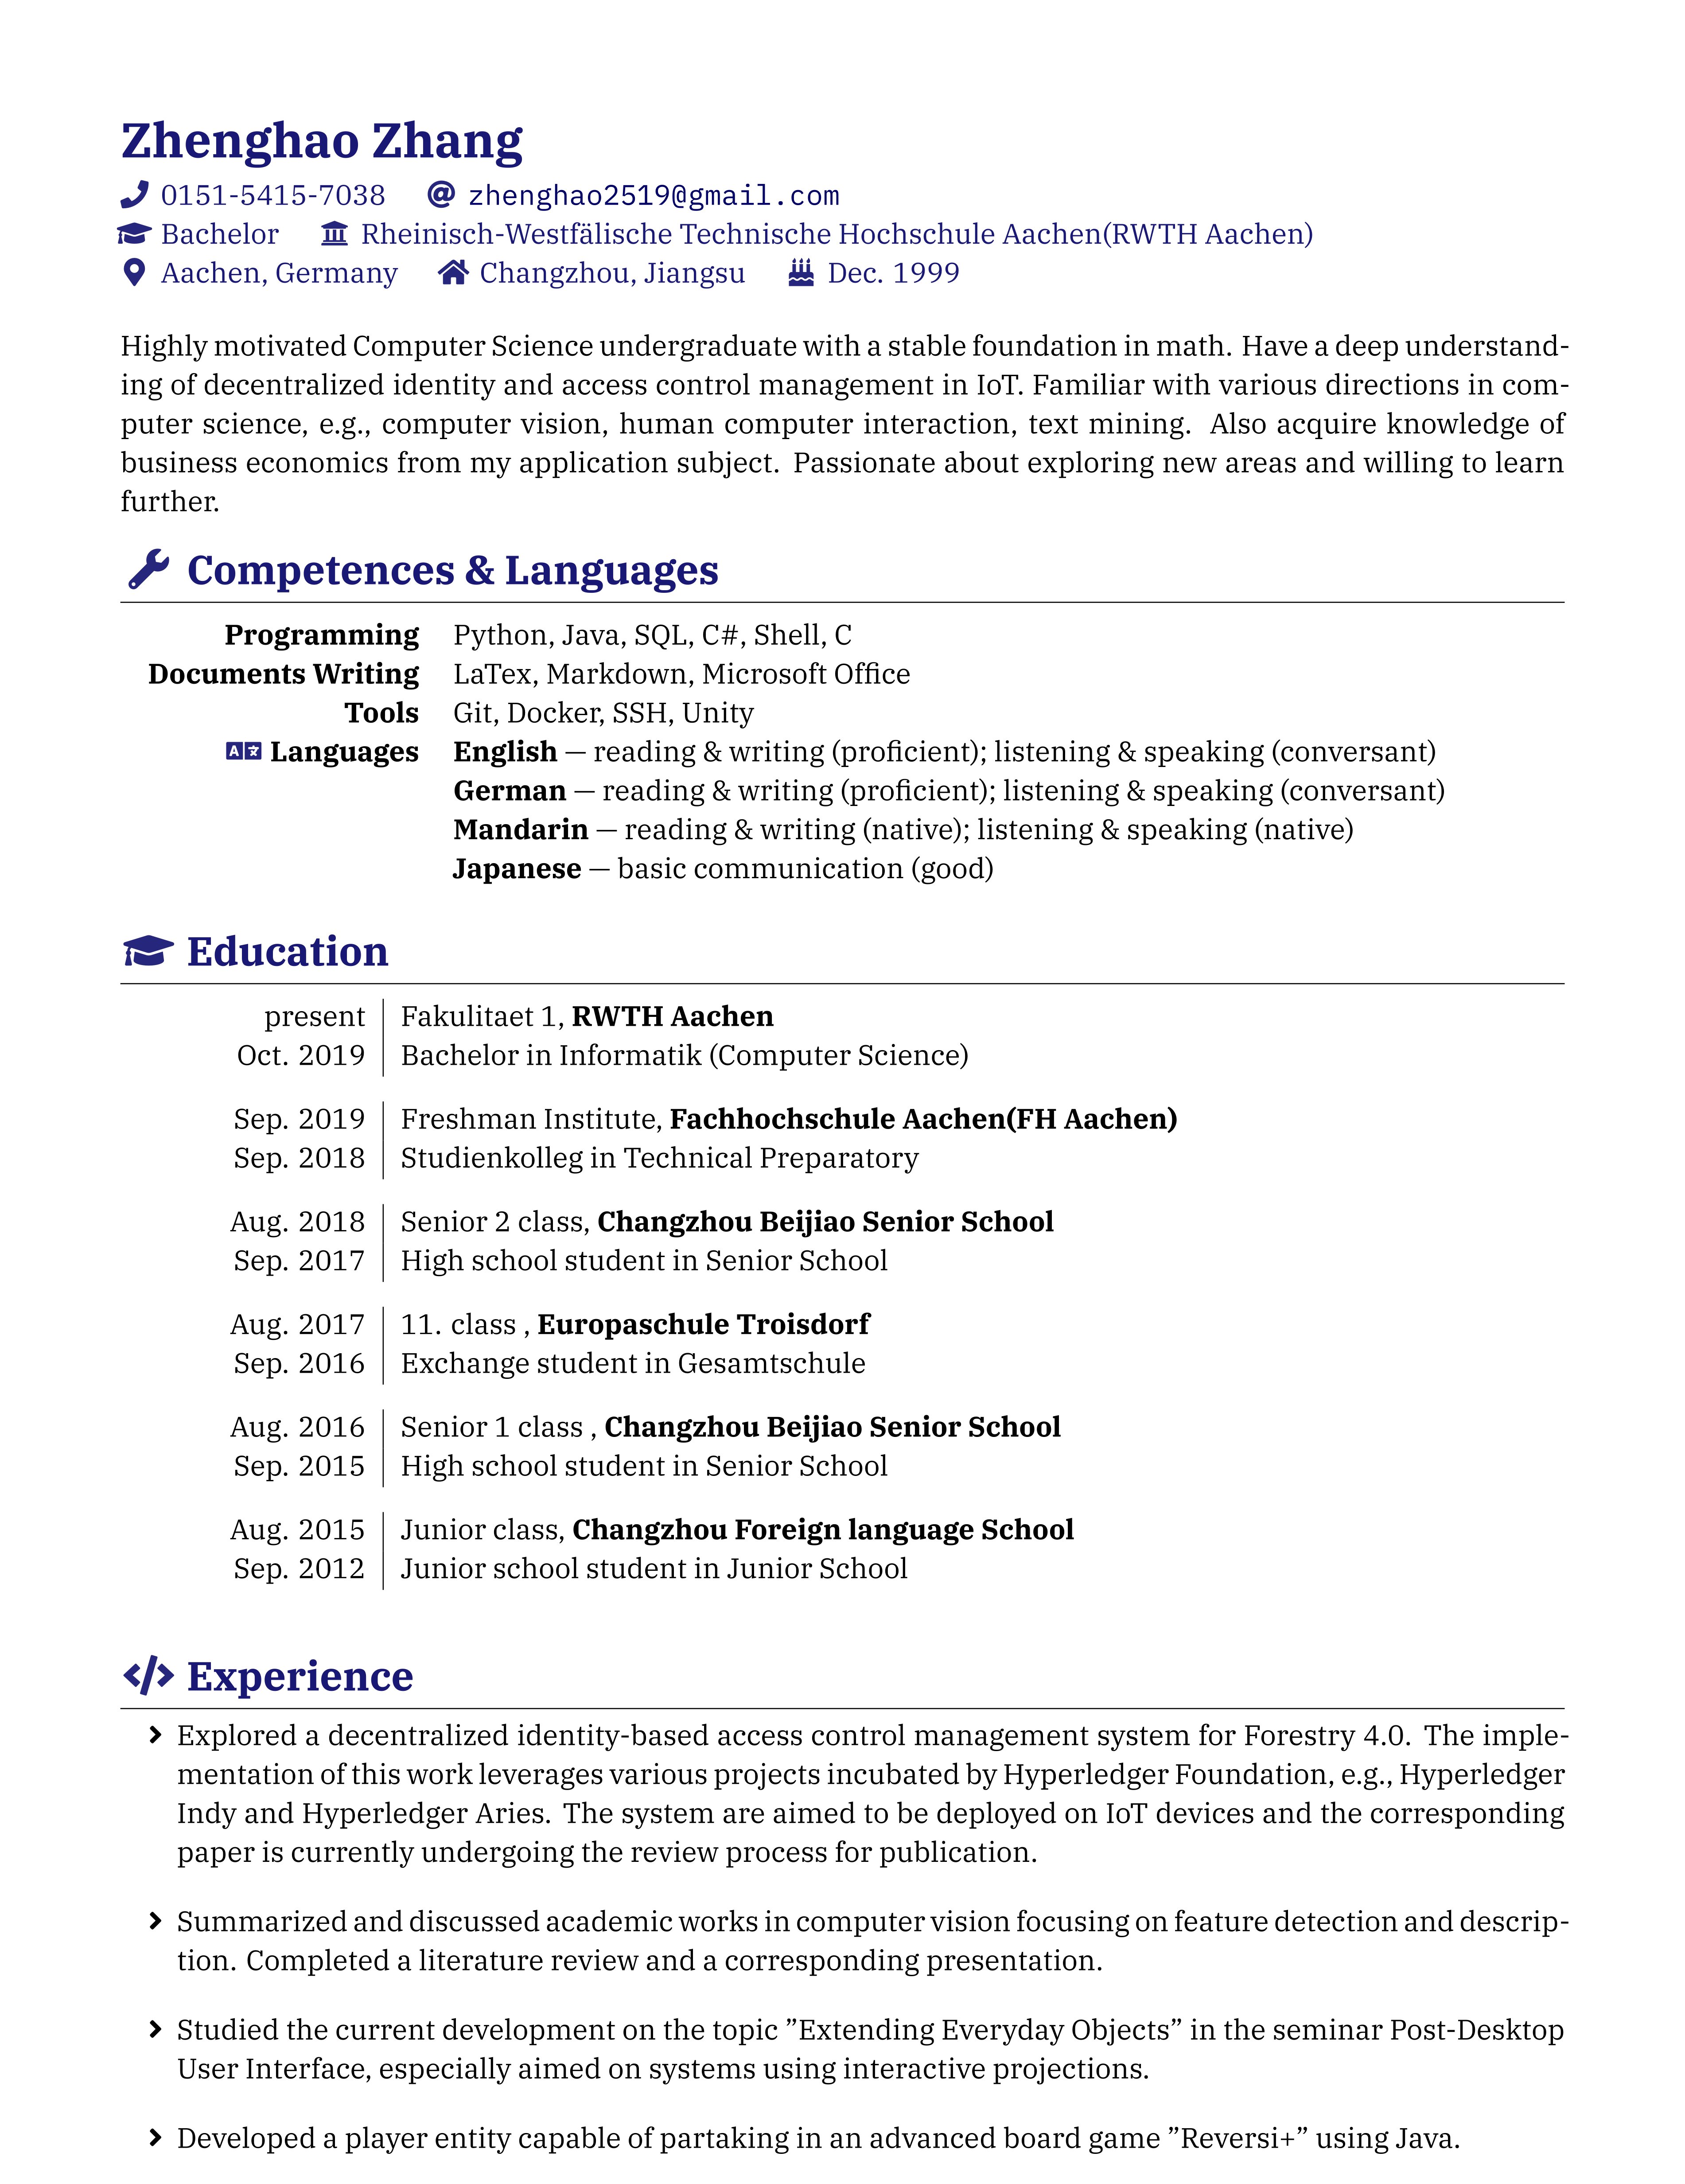 Zhenghao Zhang
0151-5415-7038 zhenghao2519@gmail.com
Bachelor Rheinisch-Westfälische Technische Hochschule Aachen(RWTH Aachen)
Aachen, Germany Changzhou, Jiangsu Dec. 1999
Highly motivated Computer Science undergraduate with a stable foundation in math. Have a deep understand-
ing of decentralized identity and access control management in IoT. Familiar with various directions in com-
puter science, e.g., computer vision, human computer interaction, text mining. Also acquire knowledge of
business economics from my application subject. Passionate about exploring new areas and willing to learn
further.
Competences & Languages
Programming Python, Java, SQL, C#, Shell, C
Documents Writing LaTex, Markdown, Microsoft Office
Tools Git, Docker, SSH, Unity
Languages English — reading & writing (proficient); listening & speaking (conversant)
German — reading & writing (proficient); listening & speaking (conversant)
Mandarin — reading & writing (native); listening & speaking (native)
Japanese — basic communication (good)
Education
present Fakulitaet 1, RWTH Aachen
Oct. 2019 Bachelor in Informatik (Computer Science)
Sep. 2019 Freshman Institute, Fachhochschule Aachen(FH Aachen)
Sep. 2018 Studienkolleg in Technical Preparatory
Aug. 2018 Senior 2 class, Changzhou Beijiao Senior School
Sep. 2017 High school student in Senior School
Aug. 2017 11. class , Europaschule Troisdorf
Sep. 2016 Exchange student in Gesamtschule
Aug. 2016 Senior 1 class , Changzhou Beijiao Senior School
Sep. 2015 High school student in Senior School
Aug. 2015 Junior class, Changzhou Foreign language School
Sep. 2012 Junior school student in Junior School
Experience
Explored a decentralized identity-based access control management system for Forestry 4.0. The imple-
mentation of this work leverages various projects incubated by Hyperledger Foundation, e.g., Hyperledger
Indy and Hyperledger Aries. The system are aimed to be deployed on IoT devices and the corresponding
paper is currently undergoing the review process for publication.
Summarized and discussed academic works in computer vision focusing on feature detection and descrip-
tion. Completed a literature review and a corresponding presentation.
Studied the current development on the topic ”Extending Everyday Objects” in the seminar Post-Desktop
User Interface, especially aimed on systems using interactive projections.
Developed a player entity capable of partaking in an advanced board game ”Reversi+” using Java.